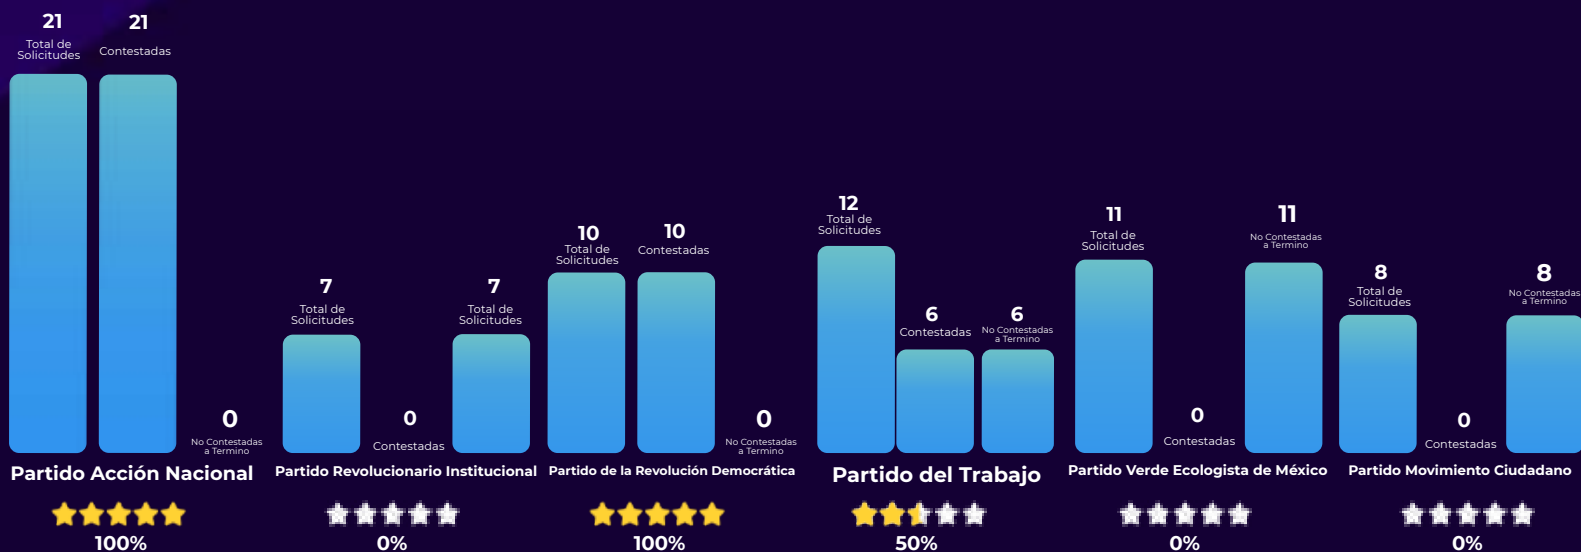 21
Total de
Solicitudes
21
Contestadas
0
No Contestadas
a Termino
Partido Acción Nacional
100%
7
Total de
Solicitudes
0
Contestadas
7
Total de
Solicitudes
Partido Revolucionario Institucional
0%
10
Total de
Solicitudes
10
Contestadas
0
No Contestadas
a Termino
Partido de la Revolución Democrática
100%
12
Total de
Solicitudes
6
Contestadas
6
No Contestadas
a Termino
Partido del Trabajo
50%
11
Total de
Solicitudes
0
Contestadas
11
No Contestadas
a Termino
Partido Verde Ecologista de México
0%
8
Total de
Solicitudes
0
Contestadas
8
No Contestadas
a Termino
Partido Movimiento Ciudadano
0%